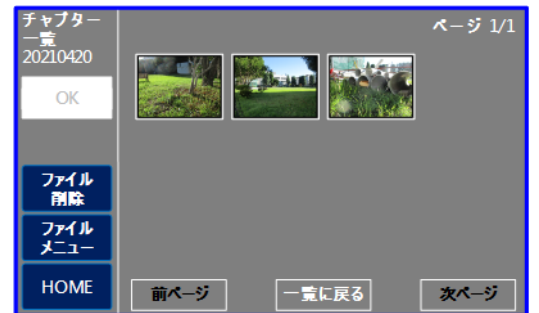 チャプター
一覧
20210420
ページ 1/1
OK
ファイル
削除
ファイル
メニュー
HOME
前ページ
一覧に戻る
次ページ